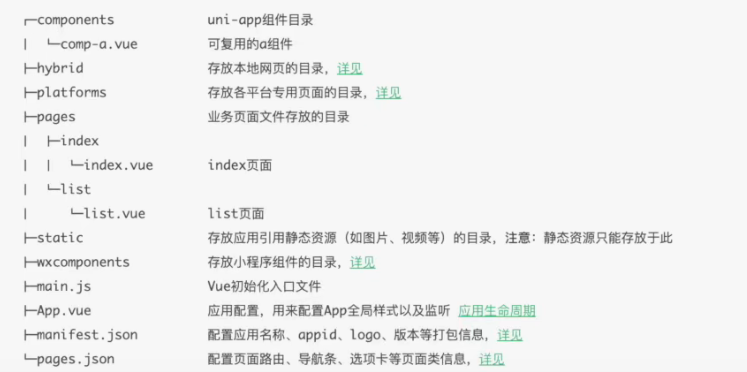 ┌─components            uni-app组件目录
│  └─comp-a.vue         可复用的a组件
├─hybrid                存放本地网页的目录，详见
├─platforms             存放各平台专用页面的目录，详见
├─pages                 业务页面文件存放的目录
│  ├─index
│  │  └─index.vue       index页面
│  └─list
│     └─list.vue        list页面
├─static                存放应用引用静态资源（如图片、视频等）的目录，注意：静态资源只能存放于此
├─wxcomponents          存放小程序组件的目录，详见
├─main.js               Vue初始化入口文件
├─App.vue               应用配置，用来配置App全局样式以及监听 应用生命周期
├─manifest.json         配置应用名称、appid、logo、版本等打包信息，详见
└─pages.json            配置页面路由、导航条、选项卡等页面类信息，详见